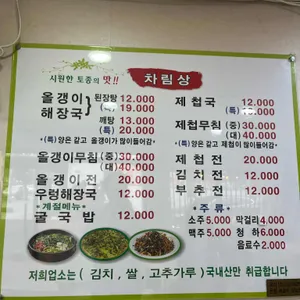 시원한 토종의 맛!!
차림상
올갱이 해장국 된장탕 12.000
(특) 19.000
깨탕 13.000
(특) 20.000
*(특)양은 같고 올갱이가 많이들어감*
올갱이무침 (중) 30.000
(대) 40.000
올갱이전 20.000
우렁해장국 12.000
*계절메뉴*
굴국밥 12.000
제첩국 12.000
(특)
제첩무침 (중) 30.000
(대) 40.000
*(특)양은 같고 제첩이 많이들어감*
제첩전 20.000
김치전 12.000
부추전 12.000
*주류*
소주 5.000 막걸리 4.000
맥주 5.000 청하 6.000
음료수 2.000
저희업소는 ( 김치 , 쌀 , 고추가루 ) 국내산만 취급합니다